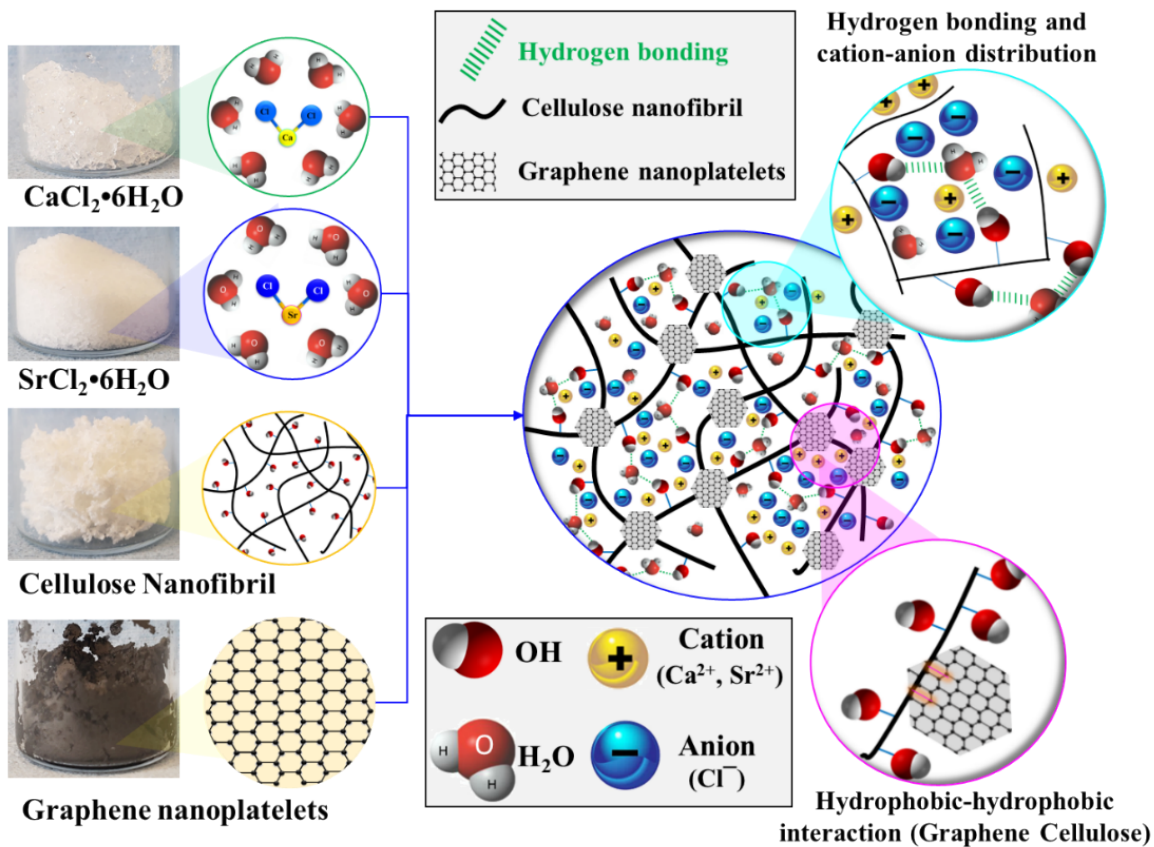 CaCl₂•6H₂O
SrCl₂•6H₂O
Cellulose Nanofibril
Graphene nanoplatelets
Cl
Cl
Ca
Cl
Cl
Sr
Hydrogen bonding
Cellulose nanofibril
Graphene nanoplatelets
Hydrogen bonding and
cation-anion distribution
OH
Cation
(Ca²⁺, Sr²⁺)
H
O
H
H₂O
Anion
(Cl⁻)
Hydrophobic-hydrophobic
interaction (Graphene Cellulose)